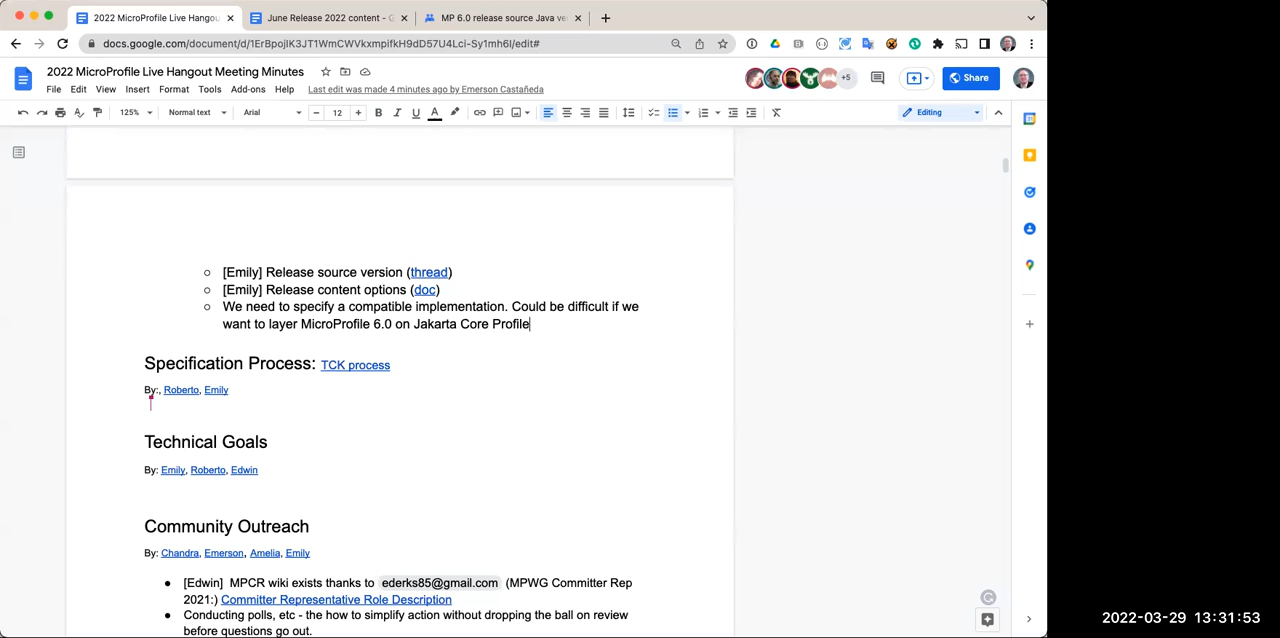 2022 MicroProfile Live Hangou
June Release 2022 content - G
MP 6.0 release source Java ve
docs.google.com/document/d/1ErBpojIK3JT1WmCWVkxmpifkH9dD57U4Lci-Sy1mh6I/edit#
2022 MicroProfile Live Hangout Meeting Minutes
+5
Share
File Edit View Insert Format Tools Add-ons Help Last edit was made 4 minutes ago by Emerson Castañeda
125% Normal text Arial 12 B I U A Editing
[Emily] Release source version (thread)
[Emily] Release content options (doc)
We need to specify a compatible implementation. Could be difficult if we
want to layer MicroProfile 6.0 on Jakarta Core Profile
Specification Process: TCK process
By:, Roberto, Emily
Technical Goals
By: Emily, Roberto, Edwin
Community Outreach
By: Chandra, Emerson, Amelia, Emily
[Edwin] MPCR wiki exists thanks to ederks85@gmail.com (MPWG Committer Rep
2021:) Committer Representative Role Description
Conducting polls, etc - the how to simplify action without dropping the ball on review
before questions go out.
2022-03-29 13:31:53